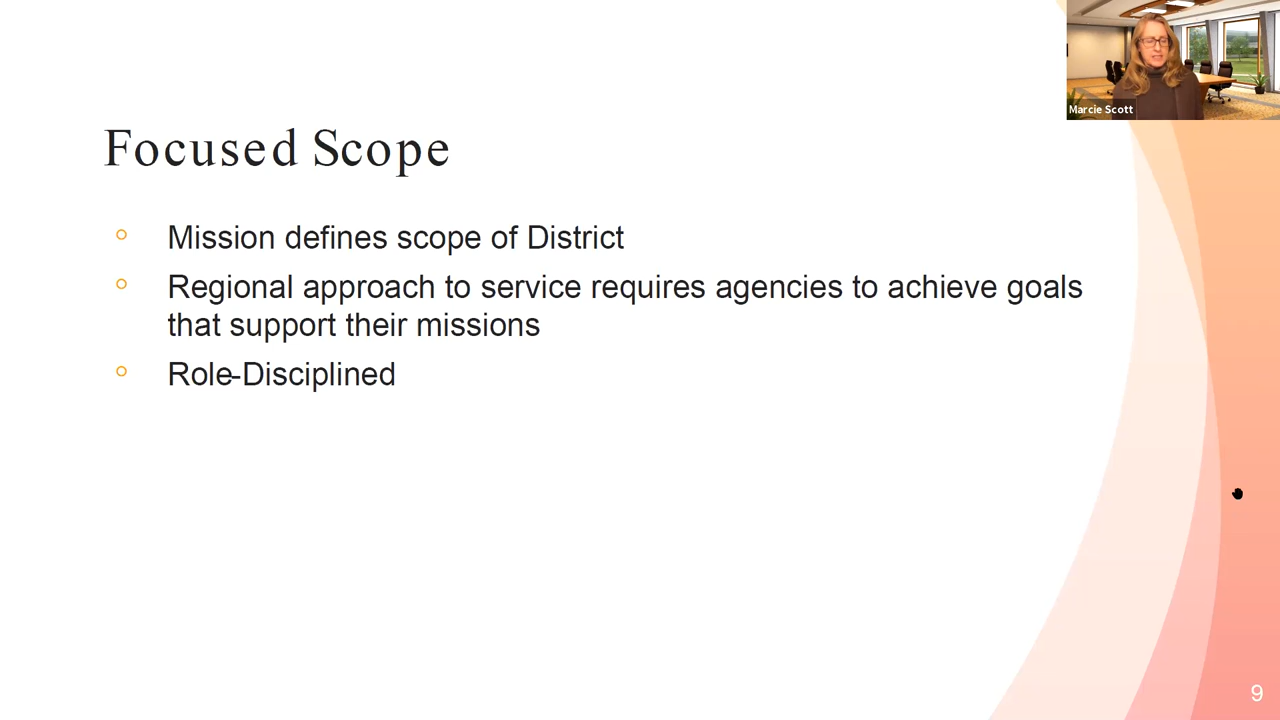 Marcie Scott
Focused Scope
Mission defines scope of District
Regional approach to service requires agencies to achieve goals
that support their missions
Role-Disciplined
9